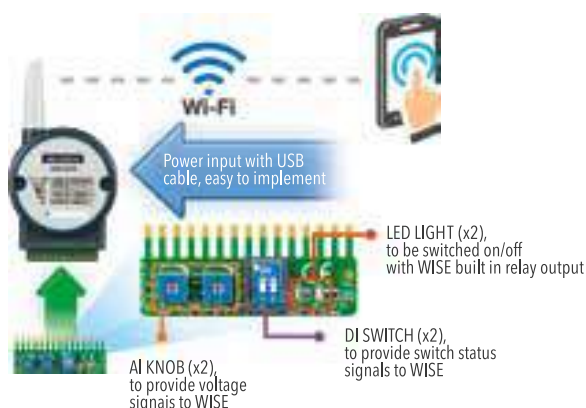 Wi-Fi
Power input with USB
cable, easy to implement
LED LIGHT (x2),
to be switched on/off
with WISE built in relay output
DI SWITCH (x2),
to provide switch status
signals to WISE
AI KNOB (x2),
to provide voltage
signals to WISE